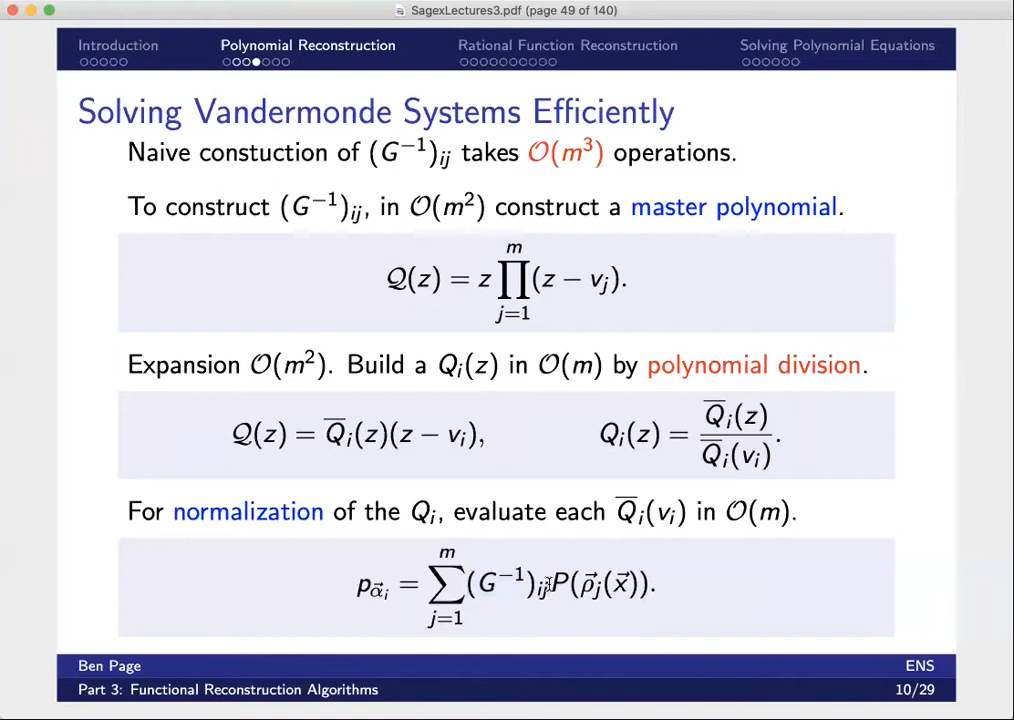 SagexLectures3.pdf (page 49 of 140)
Introduction Polynomial Reconstruction Rational Function Reconstruction Solving Polynomial Equations
Solving Vandermonde Systems Efficiently
Naive constuction of (G⁻¹)ᵢⱼ takes 𝒪(m³) operations.
To construct (G⁻¹)ᵢⱼ, in 𝒪(m²) construct a master polynomial.
𝒬(z) = z ∏_{j=1}^{m} (z − vⱼ).
Expansion 𝒪(m²). Build a Qᵢ(z) in 𝒪(m) by polynomial division.
𝒬(z) = Q̅ᵢ(z)(z − vᵢ), Qᵢ(z) = Q̅ᵢ(z) / Q̅ᵢ(vᵢ).
For normalization of the Qᵢ, evaluate each Q̅ᵢ(vᵢ) in 𝒪(m).
p_{α⃗ᵢ} = ∑_{j=1}^{m} (G⁻¹)ᵢⱼ P(ρ⃗ⱼ(x⃗)).
Ben Page ENS
Part 3: Functional Reconstruction Algorithms 10/29